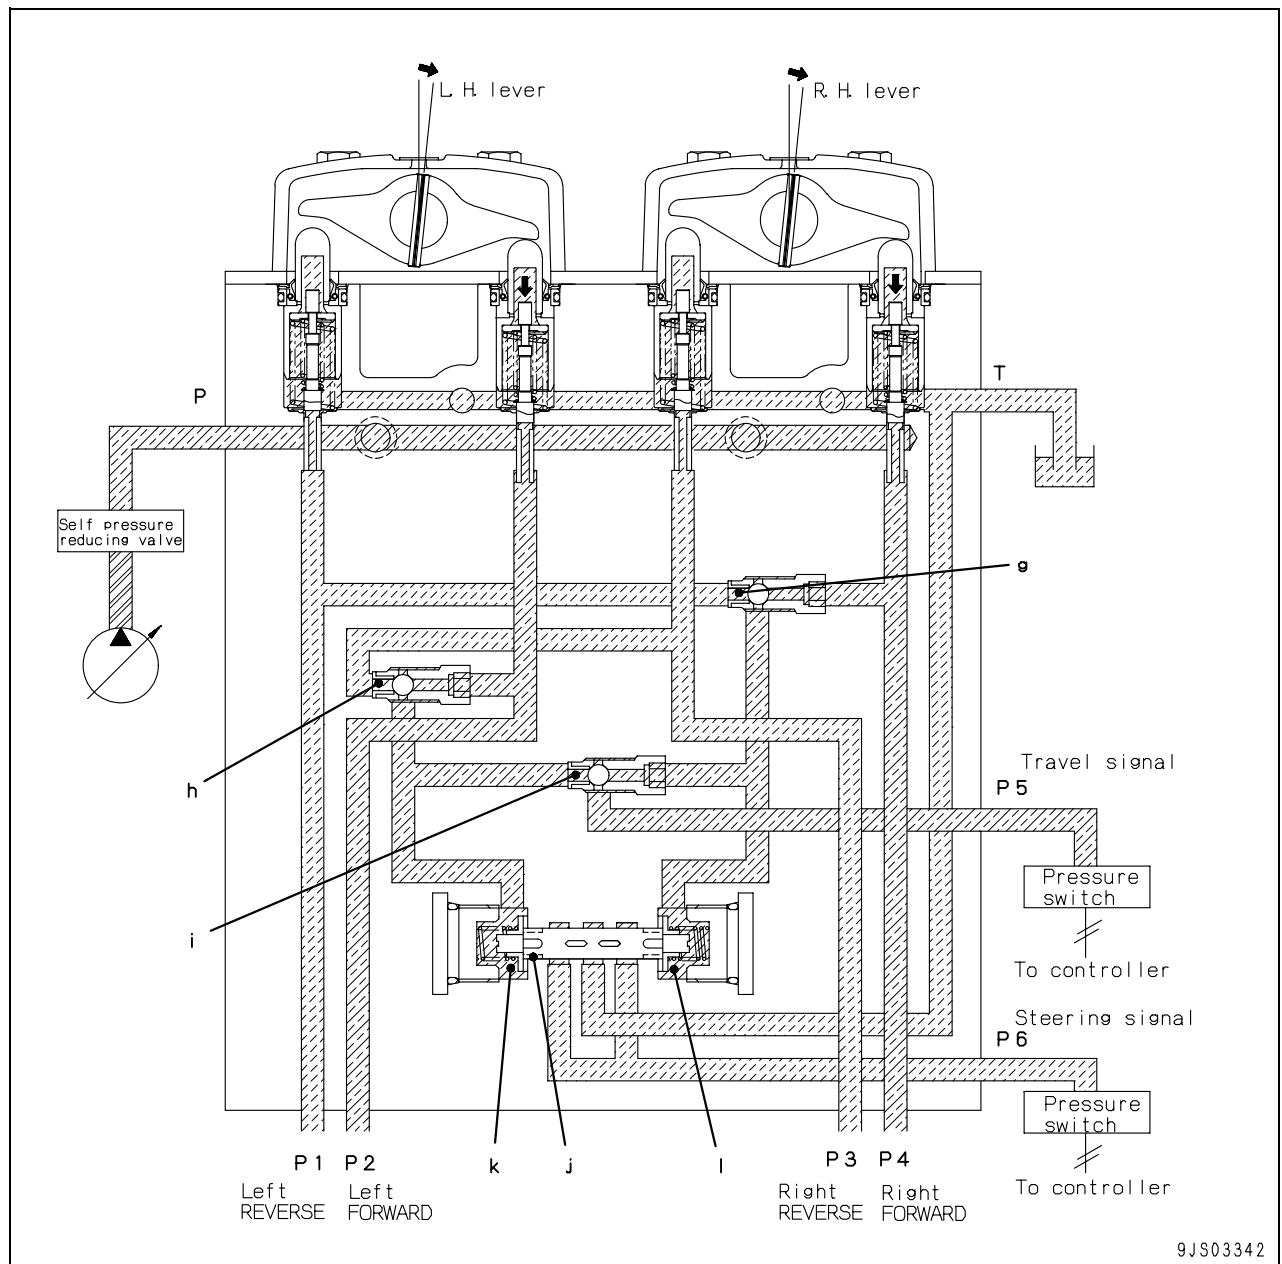 L.H. lever
R.H. lever
P
T
Self pressure
reducing valve
g
h
Travel signal
P5
Pressure
switch
i
To controller
Steering signal
P6
Pressure
switch
P1
P2
k
j
l
P3
P4
To controller
Left
REVERSE
Left
FORWARD
Right
REVERSE
Right
FORWARD
9JS03342